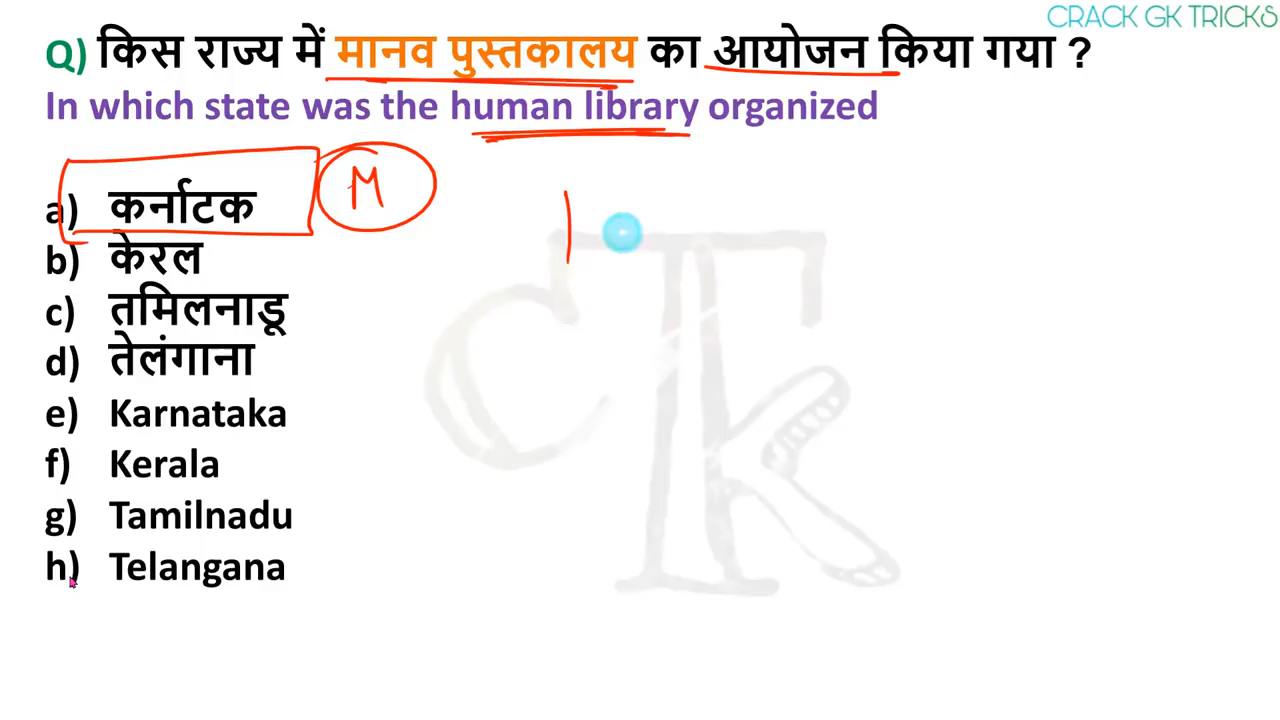 CRACK GK TRICKS
Q) किस राज्य में मानव पुस्तकालय का आयोजन किया गया ?
In which state was the human library organized
a) कर्नाटक
M
b) केरल
c) तमिलनाडू
d) तेलंगाना
e) Karnataka
f) Kerala
g) Tamilnadu
h) Telangana